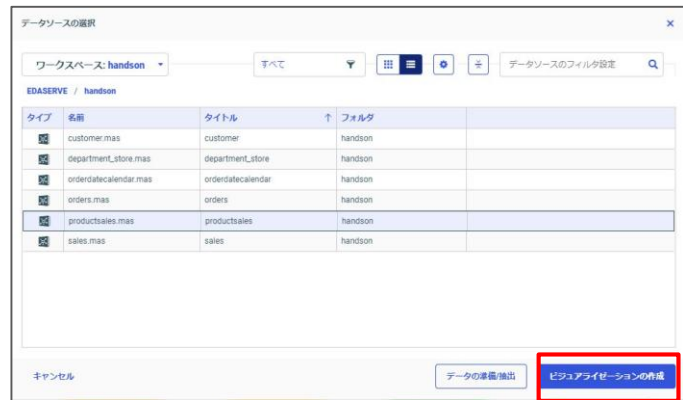 データソースの選択 ×
ワークスペース: handson すべて データソースのフィルタ設定
EDASERVE / handson
タイプ 名前 タイトル ↑ フォルダ
customer.mas customer handson
department_store.mas department_store handson
orderdatecalendar.mas orderdatecalendar handson
orders.mas orders handson
productsales.mas productsales handson
sales.mas sales handson
キャンセル データの準備/抽出 ビジュアライゼーションの作成